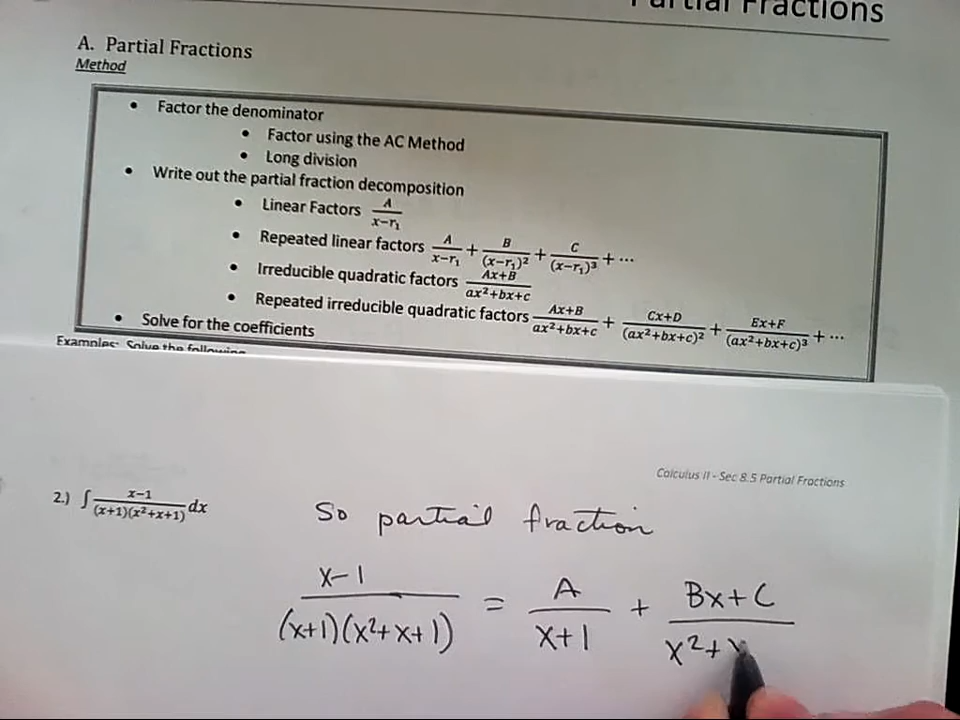 Partial Fractions
A. Partial Fractions
Method
• Factor the denominator
• Factor using the AC Method
• Long division
• Write out the partial fraction decomposition
• Linear Factors A/(x−r₁)
• Repeated linear factors A/(x−r₁) + B/(x−r₁)² + C/(x−r₁)³ + ⋯
• Irreducible quadratic factors (Ax+B)/(ax²+bx+c)
• Repeated irreducible quadratic factors (Ax+B)/(ax²+bx+c) + (Cx+D)/(ax²+bx+c)² + (Ex+F)/(ax²+bx+c)³ + ⋯
• Solve for the coefficients
Examples: Solve the following
Calculus II - Sec 8.5 Partial Fractions
2.) ∫ (x−1)/((x+1)(x²+x+1)) dx
So partial fraction
(x−1)/((x+1)(x²+x+1)) = A/(x+1) + (Bx+C)/(x²+x